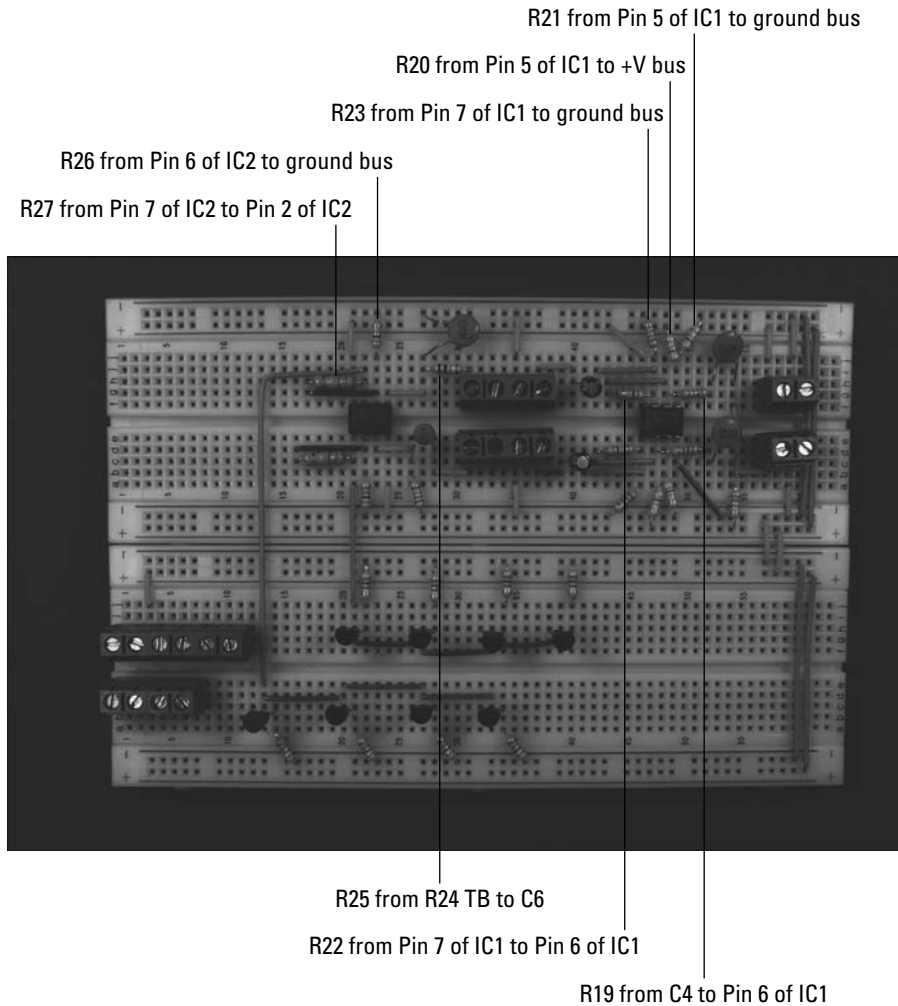 R21 from Pin 5 of IC1 to ground bus
R20 from Pin 5 of IC1 to +V bus
R23 from Pin 7 of IC1 to ground bus
R26 from Pin 6 of IC2 to ground bus
R27 from Pin 7 of IC2 to Pin 2 of IC2
R25 from R24 TB to C6
R22 from Pin 7 of IC1 to Pin 6 of IC1
R19 from C4 to Pin 6 of IC1